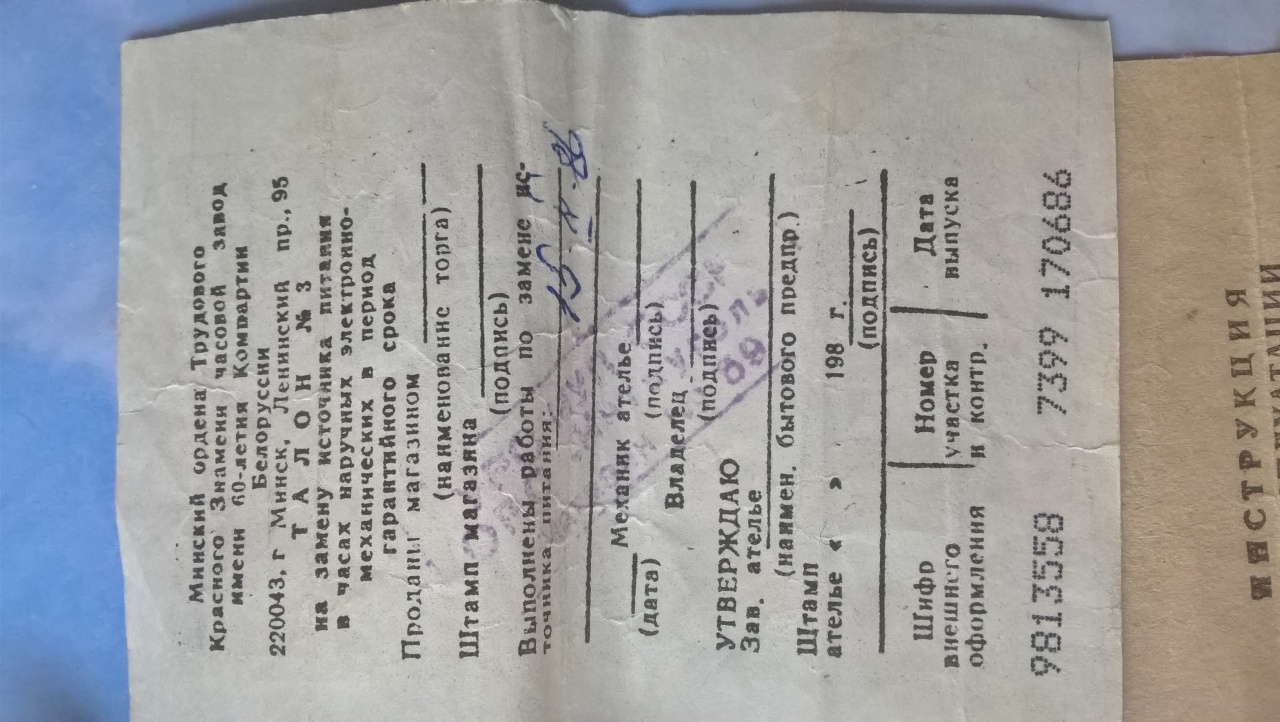 Минский ордена Трудового
Красного Знамени часовой завод
имени 60-летия Компартии
Белоруссии
220043, г Минск, Ленинский пр., 95
ТАЛОН № 3
на замену источника питания
в часах наручных электронно-
механических в период
гарантийного срока
Проданы магазином
(наименование торга)
Штамп магазина
(подпись)
Выполнены работы по замене ис-
точника питания:
Механик ателье
(дата) (подпись)
Владелец
(подпись)
УТВЕРЖДАЮ
Зав. ателье
(наимен. бытового предпр.)
Штамп
ателье « » 198 г.
(подпись)
Шифр Номер Дата
внешнего участка выпуска
оформления и контр.
9813558 7399 170686
ИНСТРУКЦИЯ